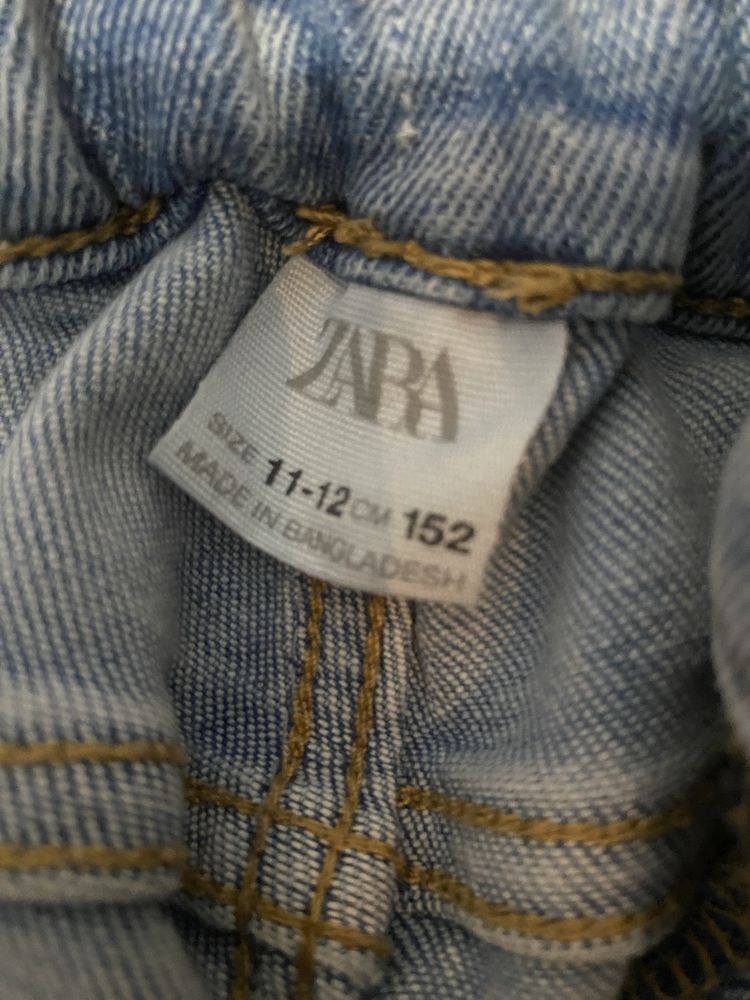 ZARA
SIZE 11-12 CM 152
MADE IN BANGLADESH